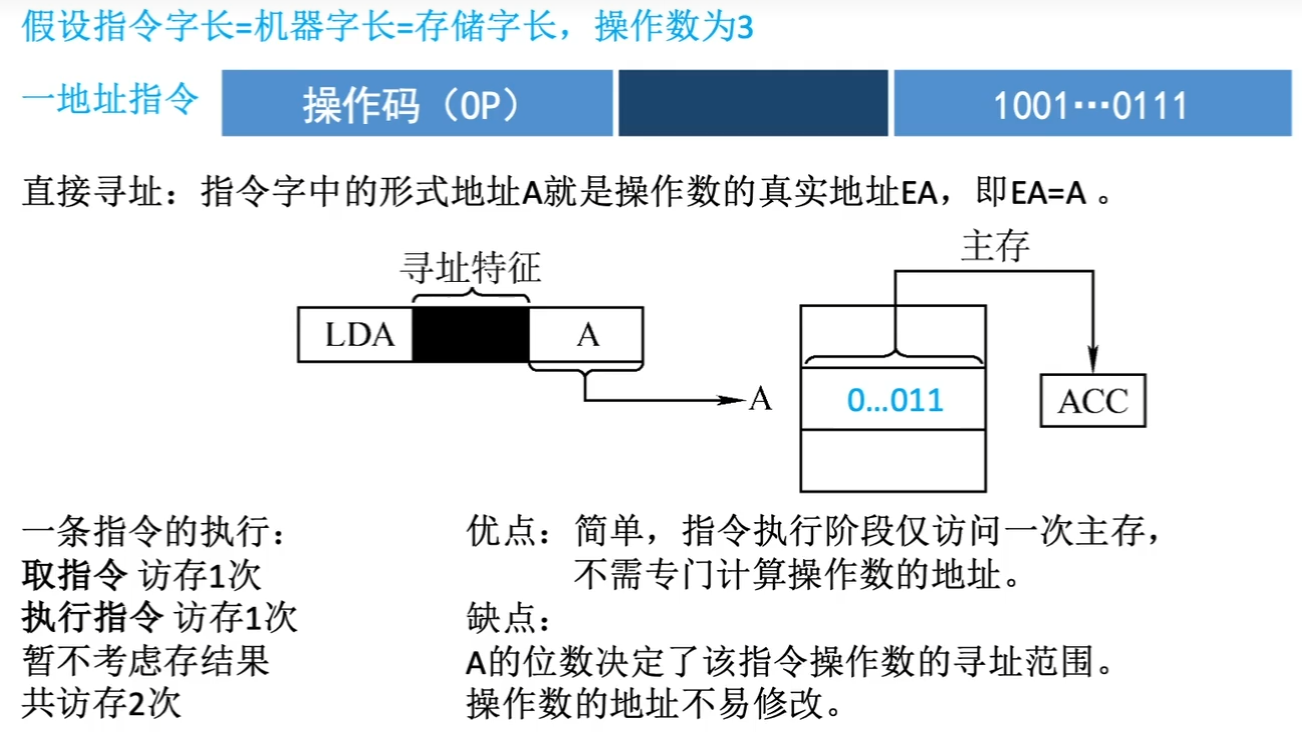 假设指令字长=机器字长=存储字长，操作数为3
一地址指令 操作码（OP） 1001…0111
直接寻址：指令字中的形式地址A就是操作数的真实地址EA，即EA=A 。
主存
寻址特征
LDA A
A 0…011 ACC
一条指令的执行：
取指令 访存1次
执行指令 访存1次
暂不考虑存结果
共访存2次
优点：简单，指令执行阶段仅访问一次主存，
不需专门计算操作数的地址。
缺点：
A的位数决定了该指令操作数的寻址范围。
操作数的地址不易修改。